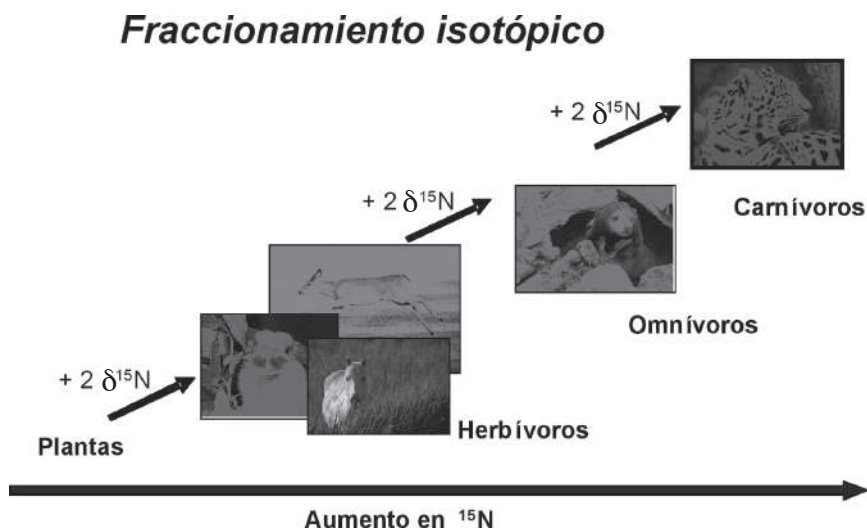 Fraccionamiento isotópico
+ 2 δ¹⁵N
Carnívoros
+ 2 δ¹⁵N
Omnívoros
+ 2 δ¹⁵N
Herbívoros
Plantas
Aumento en ¹⁵N